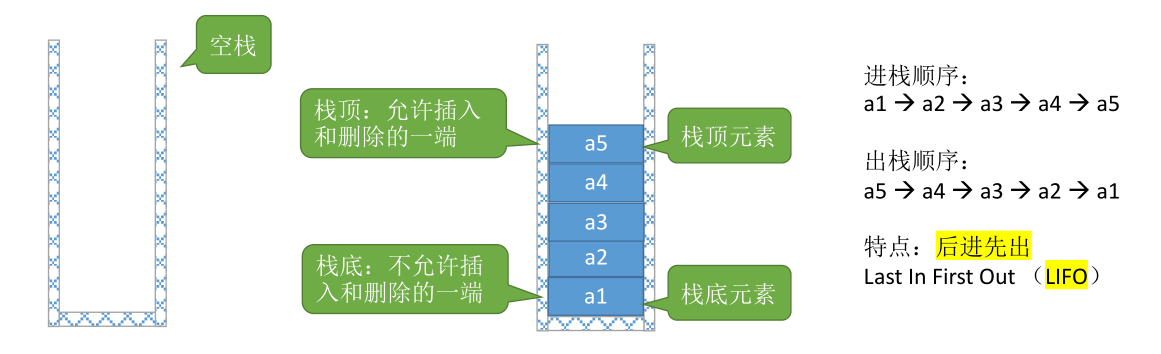 空栈
栈顶：允许插入
和删除的一端
栈顶元素
a5
a4
a3
a2
a1
栈底：不允许插
入和删除的一端
栈底元素
进栈顺序：
a1 → a2 → a3 → a4 → a5
出栈顺序：
a5 → a4 → a3 → a2 → a1
特点：后进先出
Last In First Out （LIFO）